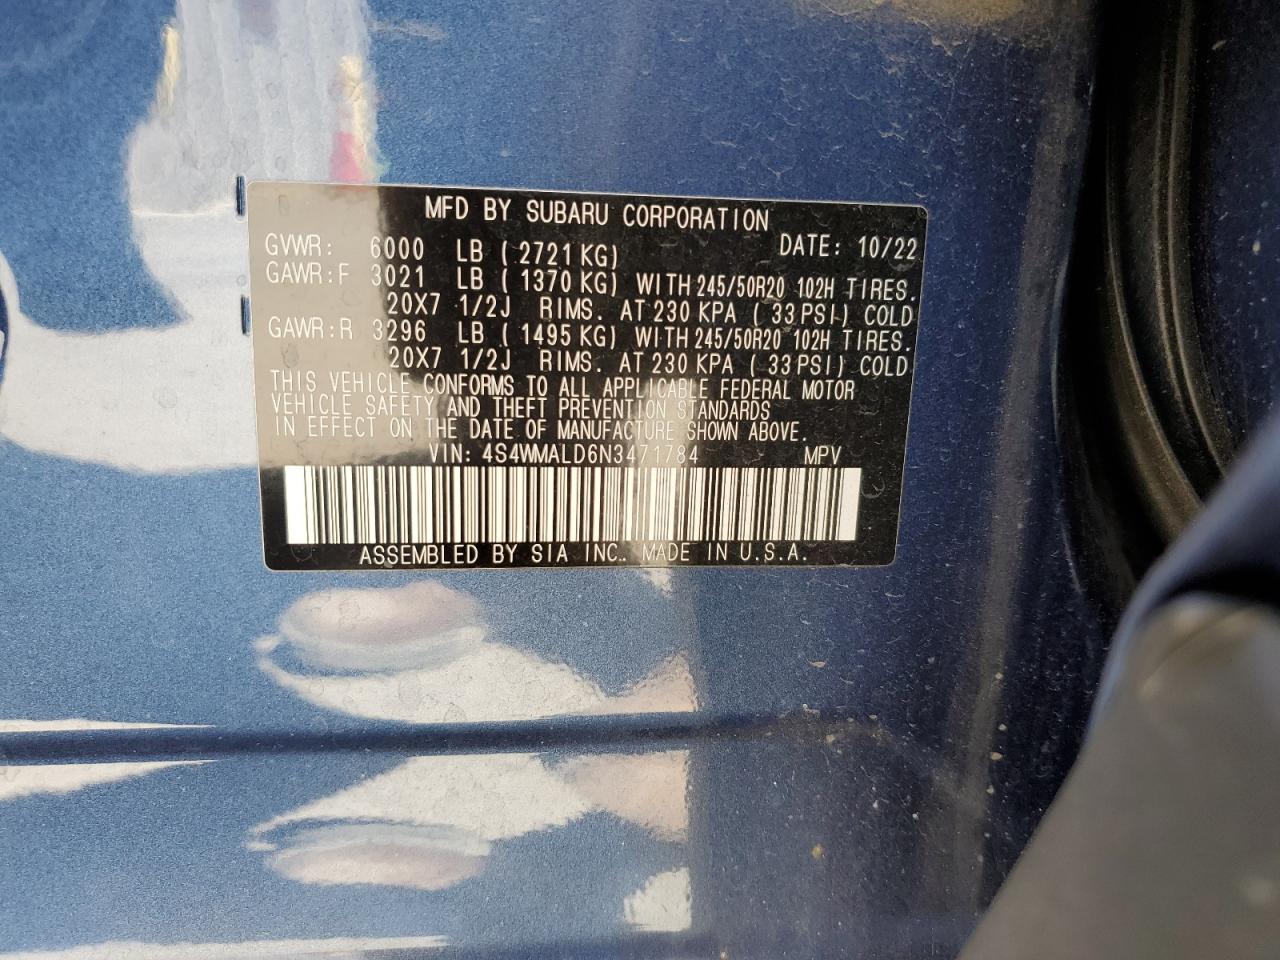 MFD BY SUBARU CORPORATION
GVWR: 6000 LB ( 2721 KG) DATE: 10/22
GAWR:F 3021 LB ( 1370 KG) WITH 245/50R20 102H TIRES.
20X7 1/2J RIMS. AT 230 KPA ( 33 PSI) COLD
GAWR:R 3296 LB ( 1495 KG) WITH 245/50R20 102H TIRES.
20X7 1/2J RIMS. AT 230 KPA ( 33 PSI) COLD
THIS VEHICLE CONFORMS TO ALL APPLICABLE FEDERAL MOTOR
VEHICLE SAFETY AND THEFT PREVENTION STANDARDS
IN EFFECT ON THE DATE OF MANUFACTURE SHOWN ABOVE.
VIN: 4S4WMALD6N3471784 MPV
ASSEMBLED BY SIA INC.. MADE IN U.S.A.